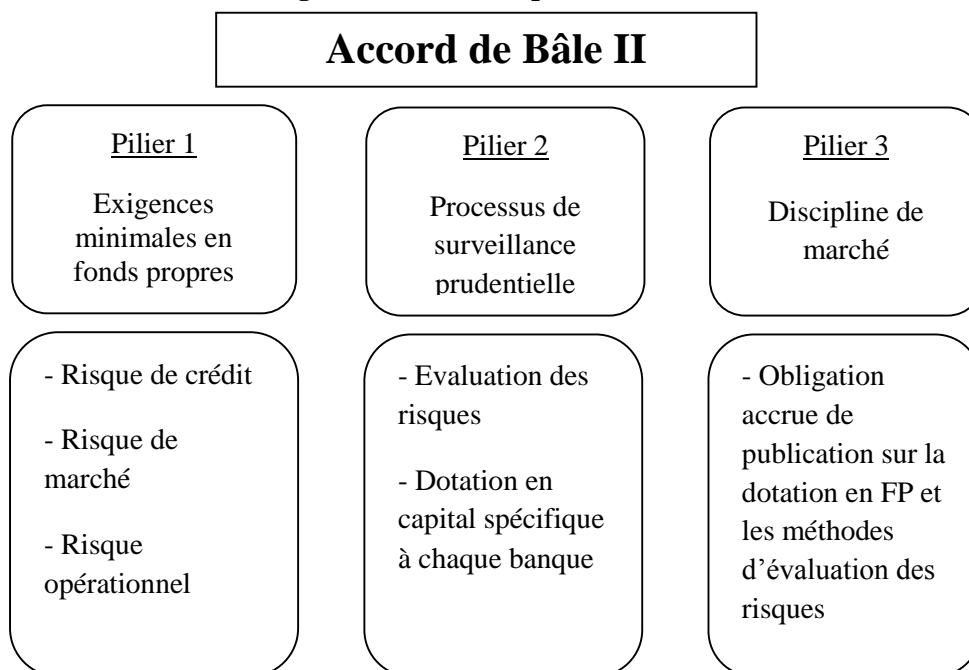 Accord de Bâle II
Pilier 1
Exigences
minimales en
fonds propres
Pilier 2
Processus de
surveillance
prudentielle
Pilier 3
Discipline de
marché
- Risque de crédit
- Risque de
marché
- Risque
opérationnel
- Evaluation des
risques
- Dotation en
capital spécifique
à chaque banque
- Obligation
accrue de
publication sur la
dotation en FP et
les méthodes
d’évaluation des
risques